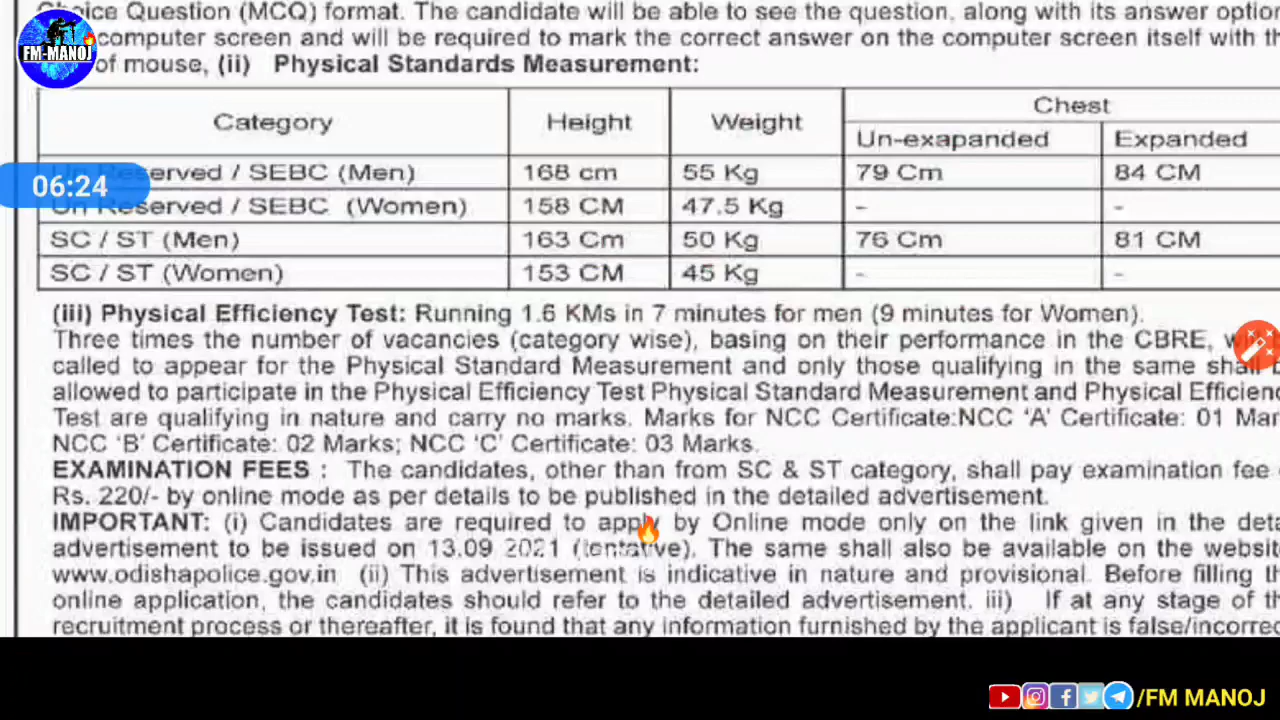 Choice Question (MCQ) format. The candidate will be able to see the question, along with its answer option
computer screen and will be required to mark the correct answer on the computer screen itself with th
of mouse, (ii) Physical Standards Measurement:
FM-MANOJ
Category Height Weight Chest
Un-exapanded Expanded
Reserved / SEBC (Men) 168 cm 55 Kg 79 Cm 84 CM
06:24
Un Reserved / SEBC (Women) 158 CM 47.5 Kg - -
SC / ST (Men) 163 Cm 50 Kg 76 Cm 81 CM
SC / ST (Women) 153 CM 45 Kg - -
(iii) Physical Efficiency Test: Running 1.6 KMs in 7 minutes for men (9 minutes for Women).
Three times the number of vacancies (category wise), basing on their performance in the CBRE,
called to appear for the Physical Standard Measurement and only those qualifying in the same shall b
allowed to participate in the Physical Efficiency Test Physical Standard Measurement and Physical Efficienc
Test are qualifying in nature and carry no marks. Marks for NCC Certificate:NCC ‘A’ Certificate: 01 Mar
NCC ‘B’ Certificate: 02 Marks; NCC ‘C’ Certificate: 03 Marks.
EXAMINATION FEES : The candidates, other than from SC & ST category, shall pay examination fee
Rs. 220/- by online mode as per details to be published in the detailed advertisement.
IMPORTANT: (i) Candidates are required to apply by Online mode only on the link given in the deta
advertisement to be issued on 13.09 2021 (tentative). The same shall also be available on the websit
www.odishapolice.gov.in (ii) This advertisement is indicative in nature and provisional. Before filling th
online application, the candidates should refer to the detailed advertisement. iii) If at any stage of th
recruitment process or thereafter, it is found that any information furnished by the applicant is false/incorrec
/FM MANOJ